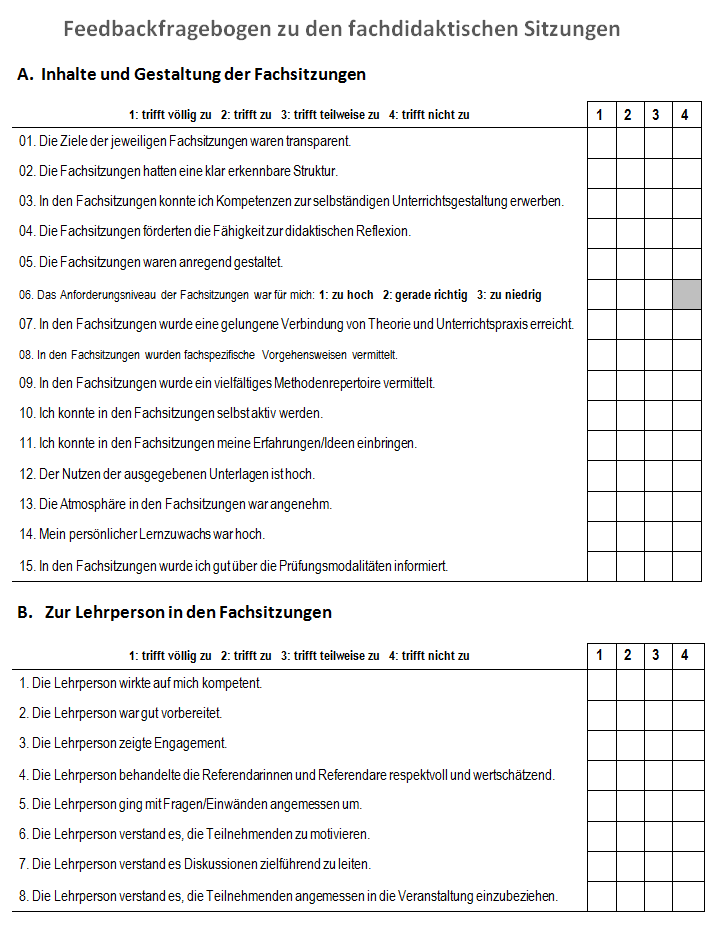 Feedbackfragebogen zu den fachdidaktischen Sitzungen
A. Inhalte und Gestaltung der Fachsitzungen
1: trifft völlig zu 2: trifft zu 3: trifft teilweise zu 4: trifft nicht zu 1 2 3 4
01. Die Ziele der jeweiligen Fachsitzungen waren transparent.
02. Die Fachsitzungen hatten eine klar erkennbare Struktur.
03. In den Fachsitzungen konnte ich Kompetenzen zur selbständigen Unterrichtsgestaltung erwerben.
04. Die Fachsitzungen förderten die Fähigkeit zur didaktischen Reflexion.
05. Die Fachsitzungen waren anregend gestaltet.
06. Das Anforderungsniveau der Fachsitzungen war für mich: 1: zu hoch 2: gerade richtig 3: zu niedrig
07. In den Fachsitzungen wurde eine gelungene Verbindung von Theorie und Unterrichtspraxis erreicht.
08. In den Fachsitzungen wurden fachspezifische Vorgehensweisen vermittelt.
09. In den Fachsitzungen wurde ein vielfältiges Methodenrepertoire vermittelt.
10. Ich konnte in den Fachsitzungen selbst aktiv werden.
11. Ich konnte in den Fachsitzungen meine Erfahrungen/Ideen einbringen.
12. Der Nutzen der ausgegebenen Unterlagen ist hoch.
13. Die Atmosphäre in den Fachsitzungen war angenehm.
14. Mein persönlicher Lernzuwachs war hoch.
15. In den Fachsitzungen wurde ich gut über die Prüfungsmodalitäten informiert.
B. Zur Lehrperson in den Fachsitzungen
1: trifft völlig zu 2: trifft zu 3: trifft teilweise zu 4: trifft nicht zu 1 2 3 4
1. Die Lehrperson wirkte auf mich kompetent.
2. Die Lehrperson war gut vorbereitet.
3. Die Lehrperson zeigte Engagement.
4. Die Lehrperson behandelte die Referendarinnen und Referendare respektvoll und wertschätzend.
5. Die Lehrperson ging mit Fragen/Einwänden angemessen um.
6. Die Lehrperson verstand es, die Teilnehmenden zu motivieren.
7. Die Lehrperson verstand es Diskussionen zielführend zu leiten.
8. Die Lehrperson verstand es, die Teilnehmenden angemessen in die Veranstaltung einzubeziehen.